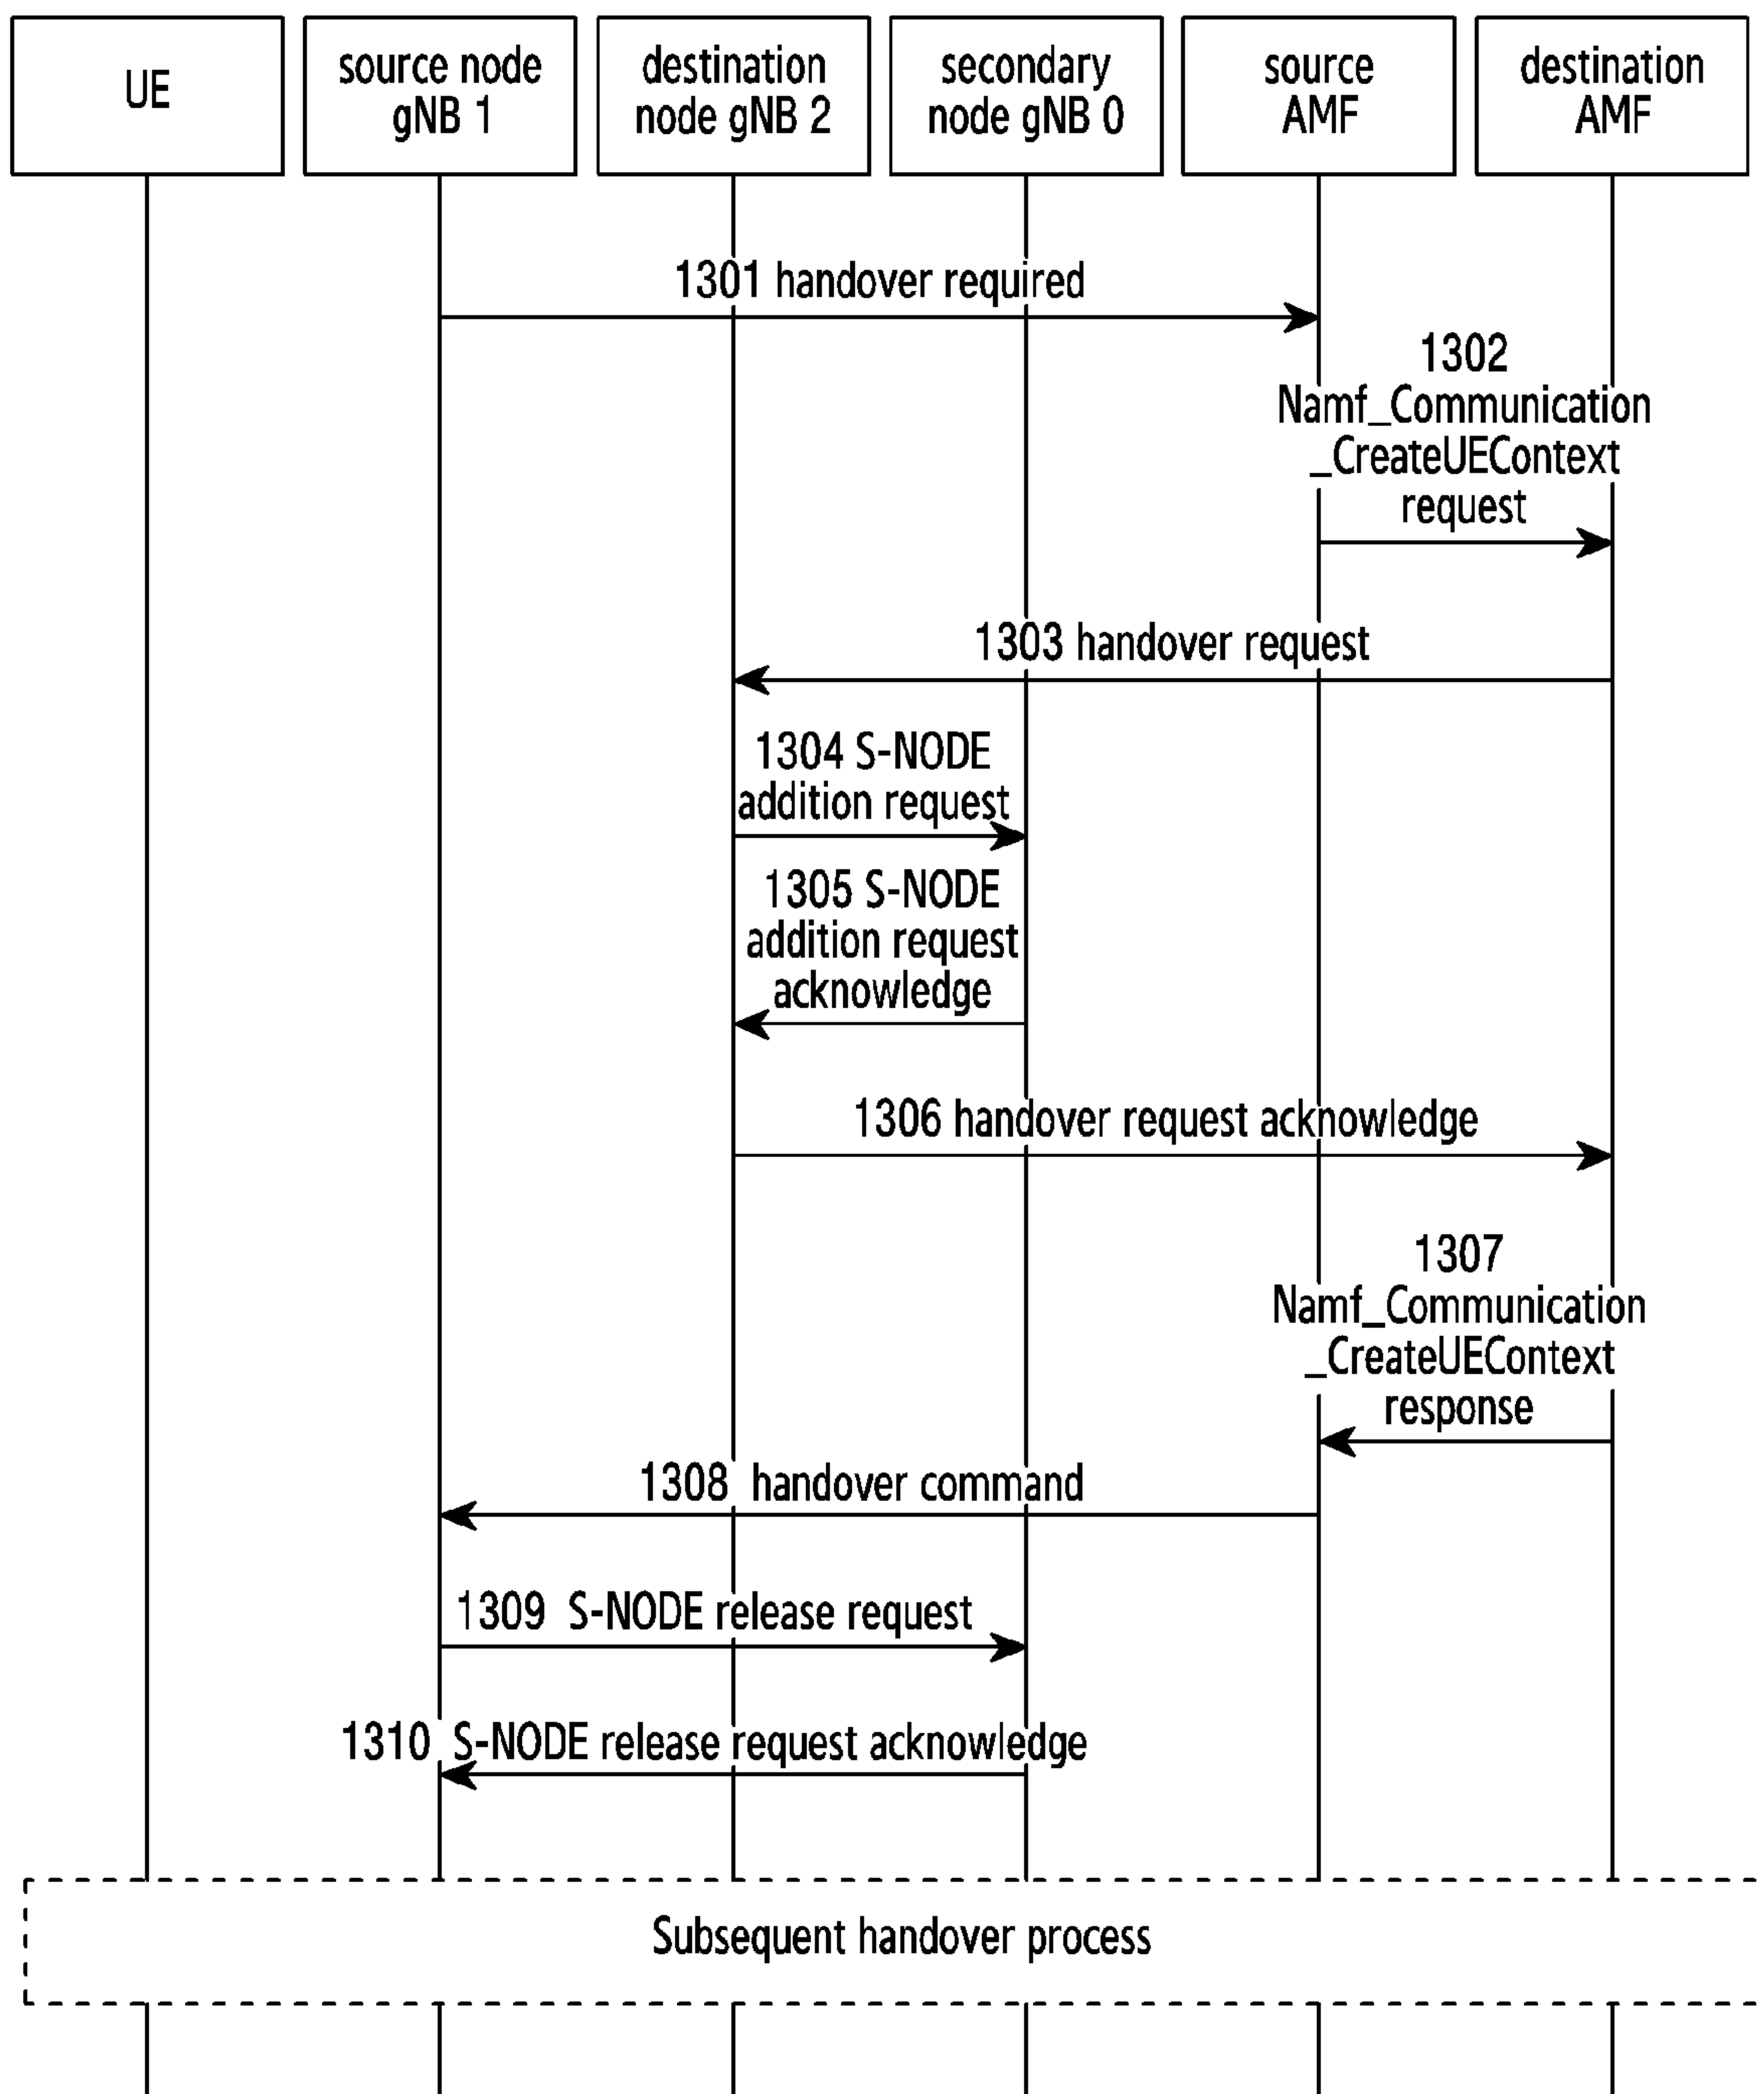 UE
source node
gNB 1
destination
node gNB 2
secondary
node gNB 0
source
AMF
destination
AMF
1301 handover required
1302
Namf_Communication
_CreateUEContext
request
1303 handover request
1304 S-NODE
addition request
1305 S-NODE
addition request
acknowledge
1306 handover request acknowledge
1307
Namf_Communication
_CreateUEContext
response
1308 handover command
1309 S-NODE release request
1310 S-NODE release request acknowledge
Subsequent handover process